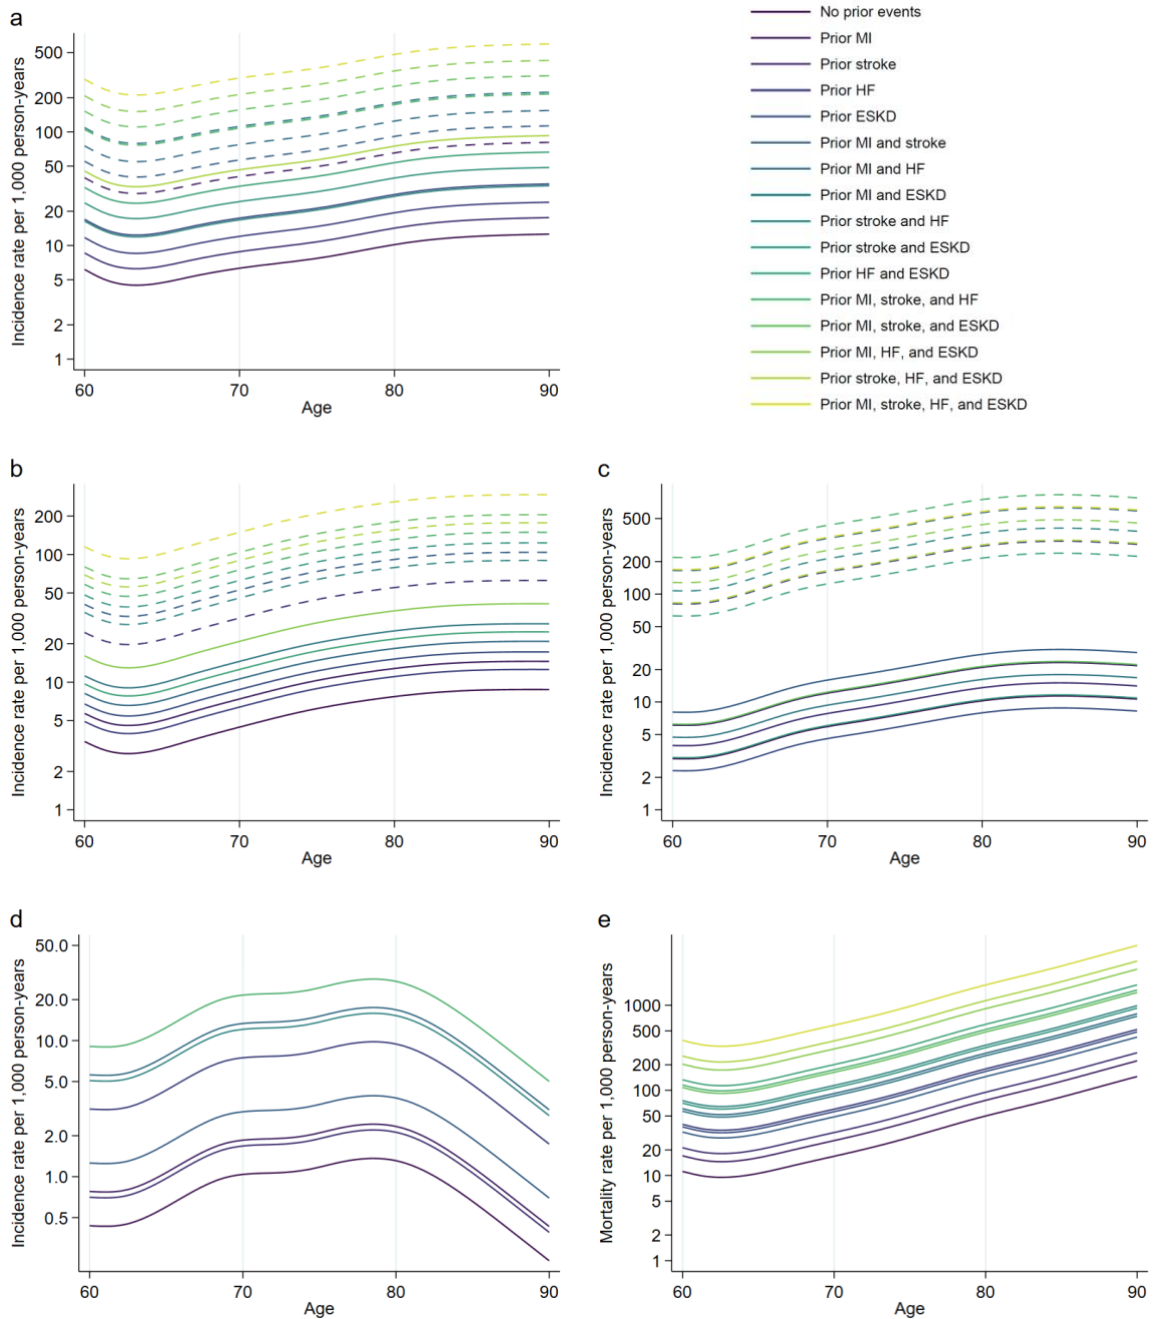 a
Incidence rate per 1,000 person-years
500
200
100
50
20
10
5
2
1
60 70 80 90
Age
No prior events
Prior MI
Prior stroke
Prior HF
Prior ESKD
Prior MI and stroke
Prior MI and HF
Prior MI and ESKD
Prior stroke and HF
Prior stroke and ESKD
Prior HF and ESKD
Prior MI, stroke, and HF
Prior MI, stroke, and ESKD
Prior MI, HF, and ESKD
Prior stroke, HF, and ESKD
Prior MI, stroke, HF, and ESKD
b
Incidence rate per 1,000 person-years
200
100
50
20
10
5
2
1
60 70 80 90
Age
c
Incidence rate per 1,000 person-years
500
200
100
50
20
10
5
2
1
60 70 80 90
Age
d
Incidence rate per 1,000 person-years
50.0
20.0
10.0
5.0
2.0
1.0
0.5
60 70 80 90
Age
e
Mortality rate per 1,000 person-years
1000
500
200
100
50
20
10
5
2
1
60 70 80 90
Age